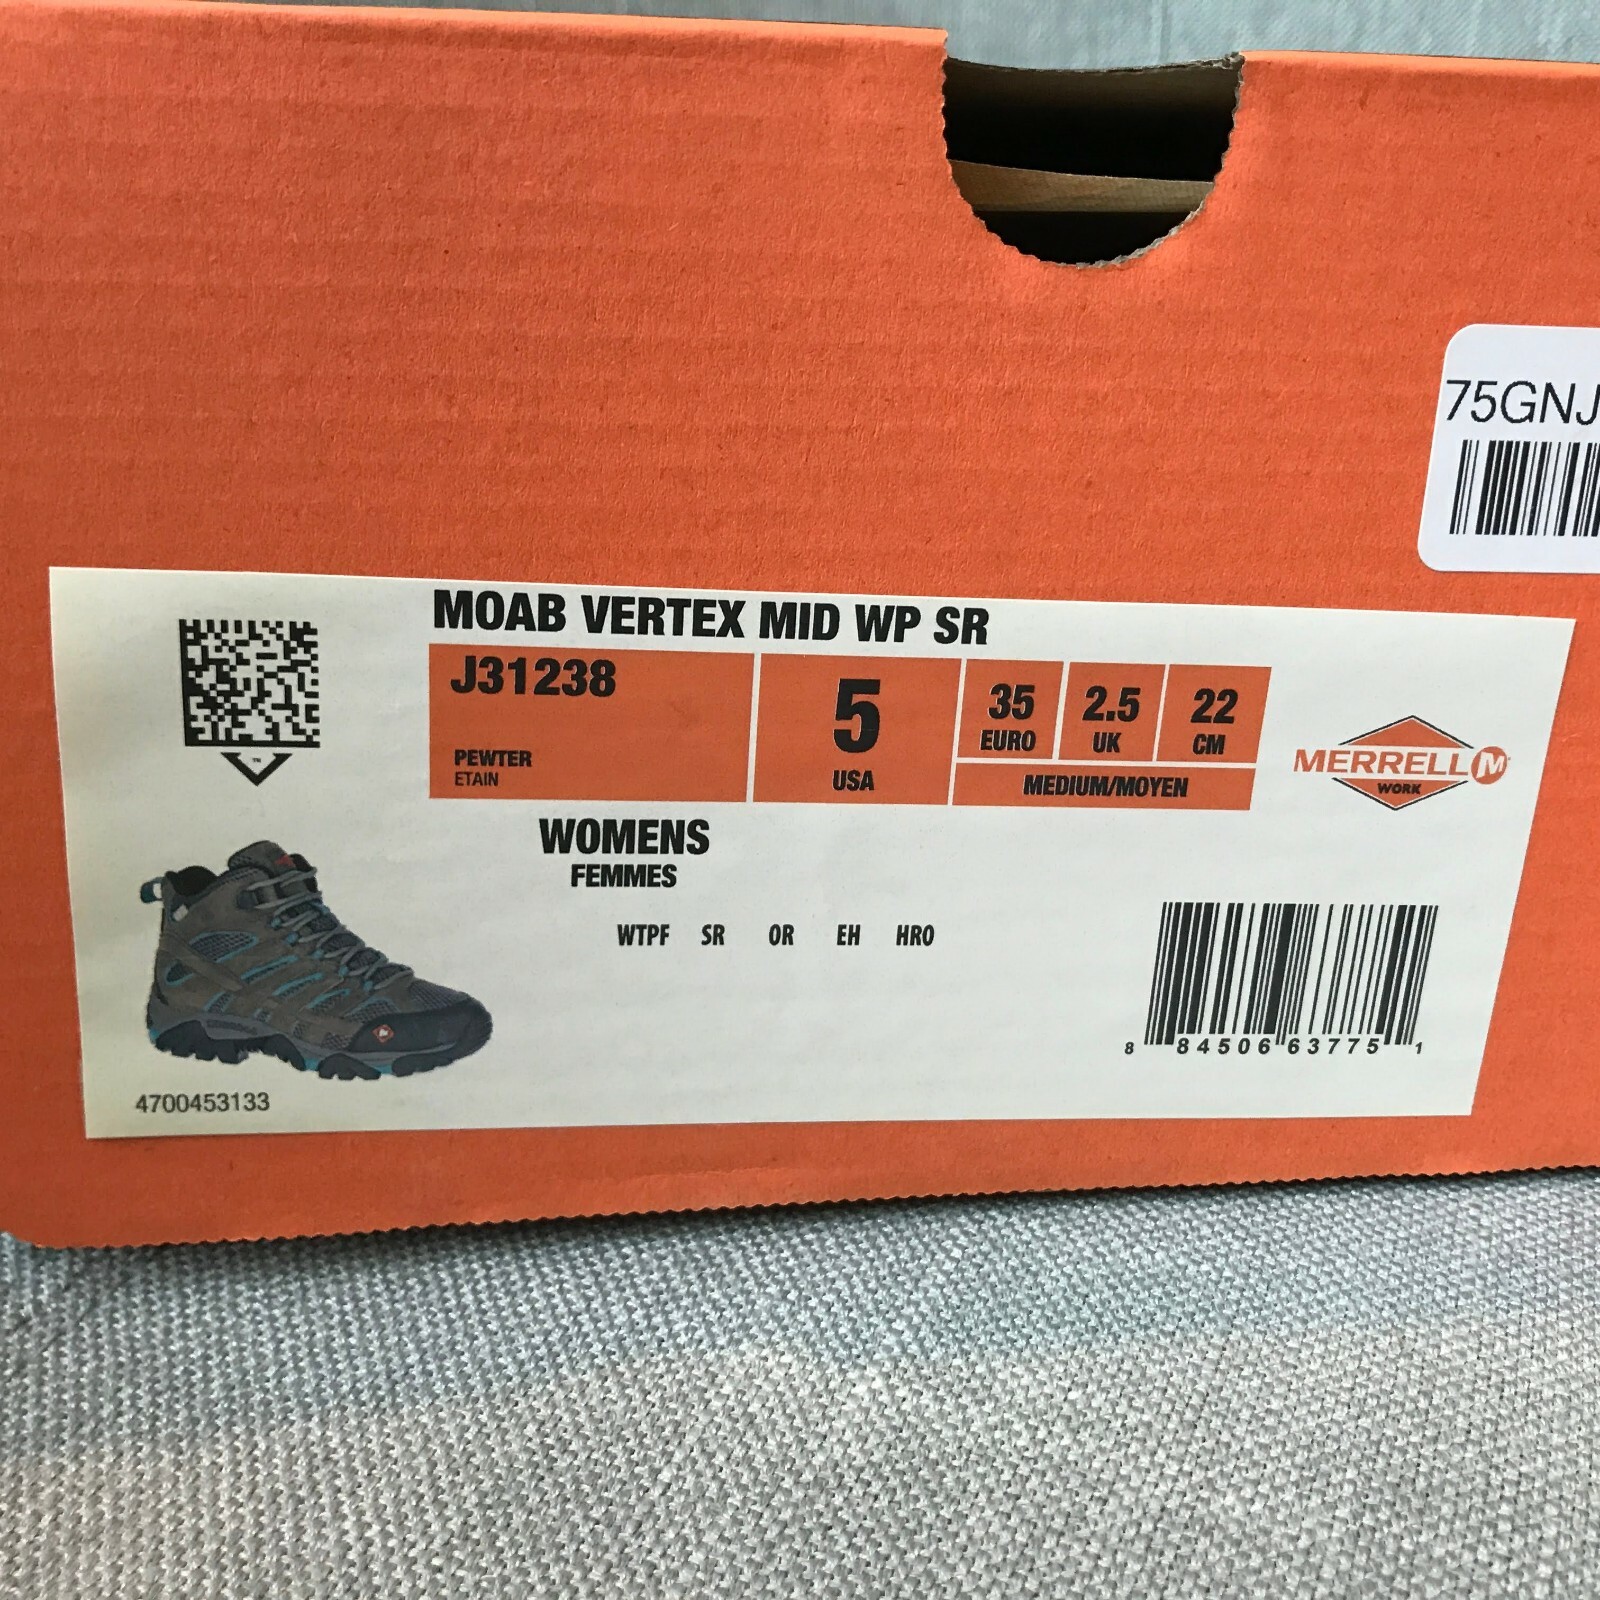 75GNJ
MOAB VERTEX MID WP SR
J31238
PEWTER
ETAIN
5
USA
35
EURO
2.5
UK
22
CM
MEDIUM/MOYEN
MERRELL M
WORK
WOMENS
FEMMES
WTPF SR OR EH HRO
8 84506 63775 1
4700453133